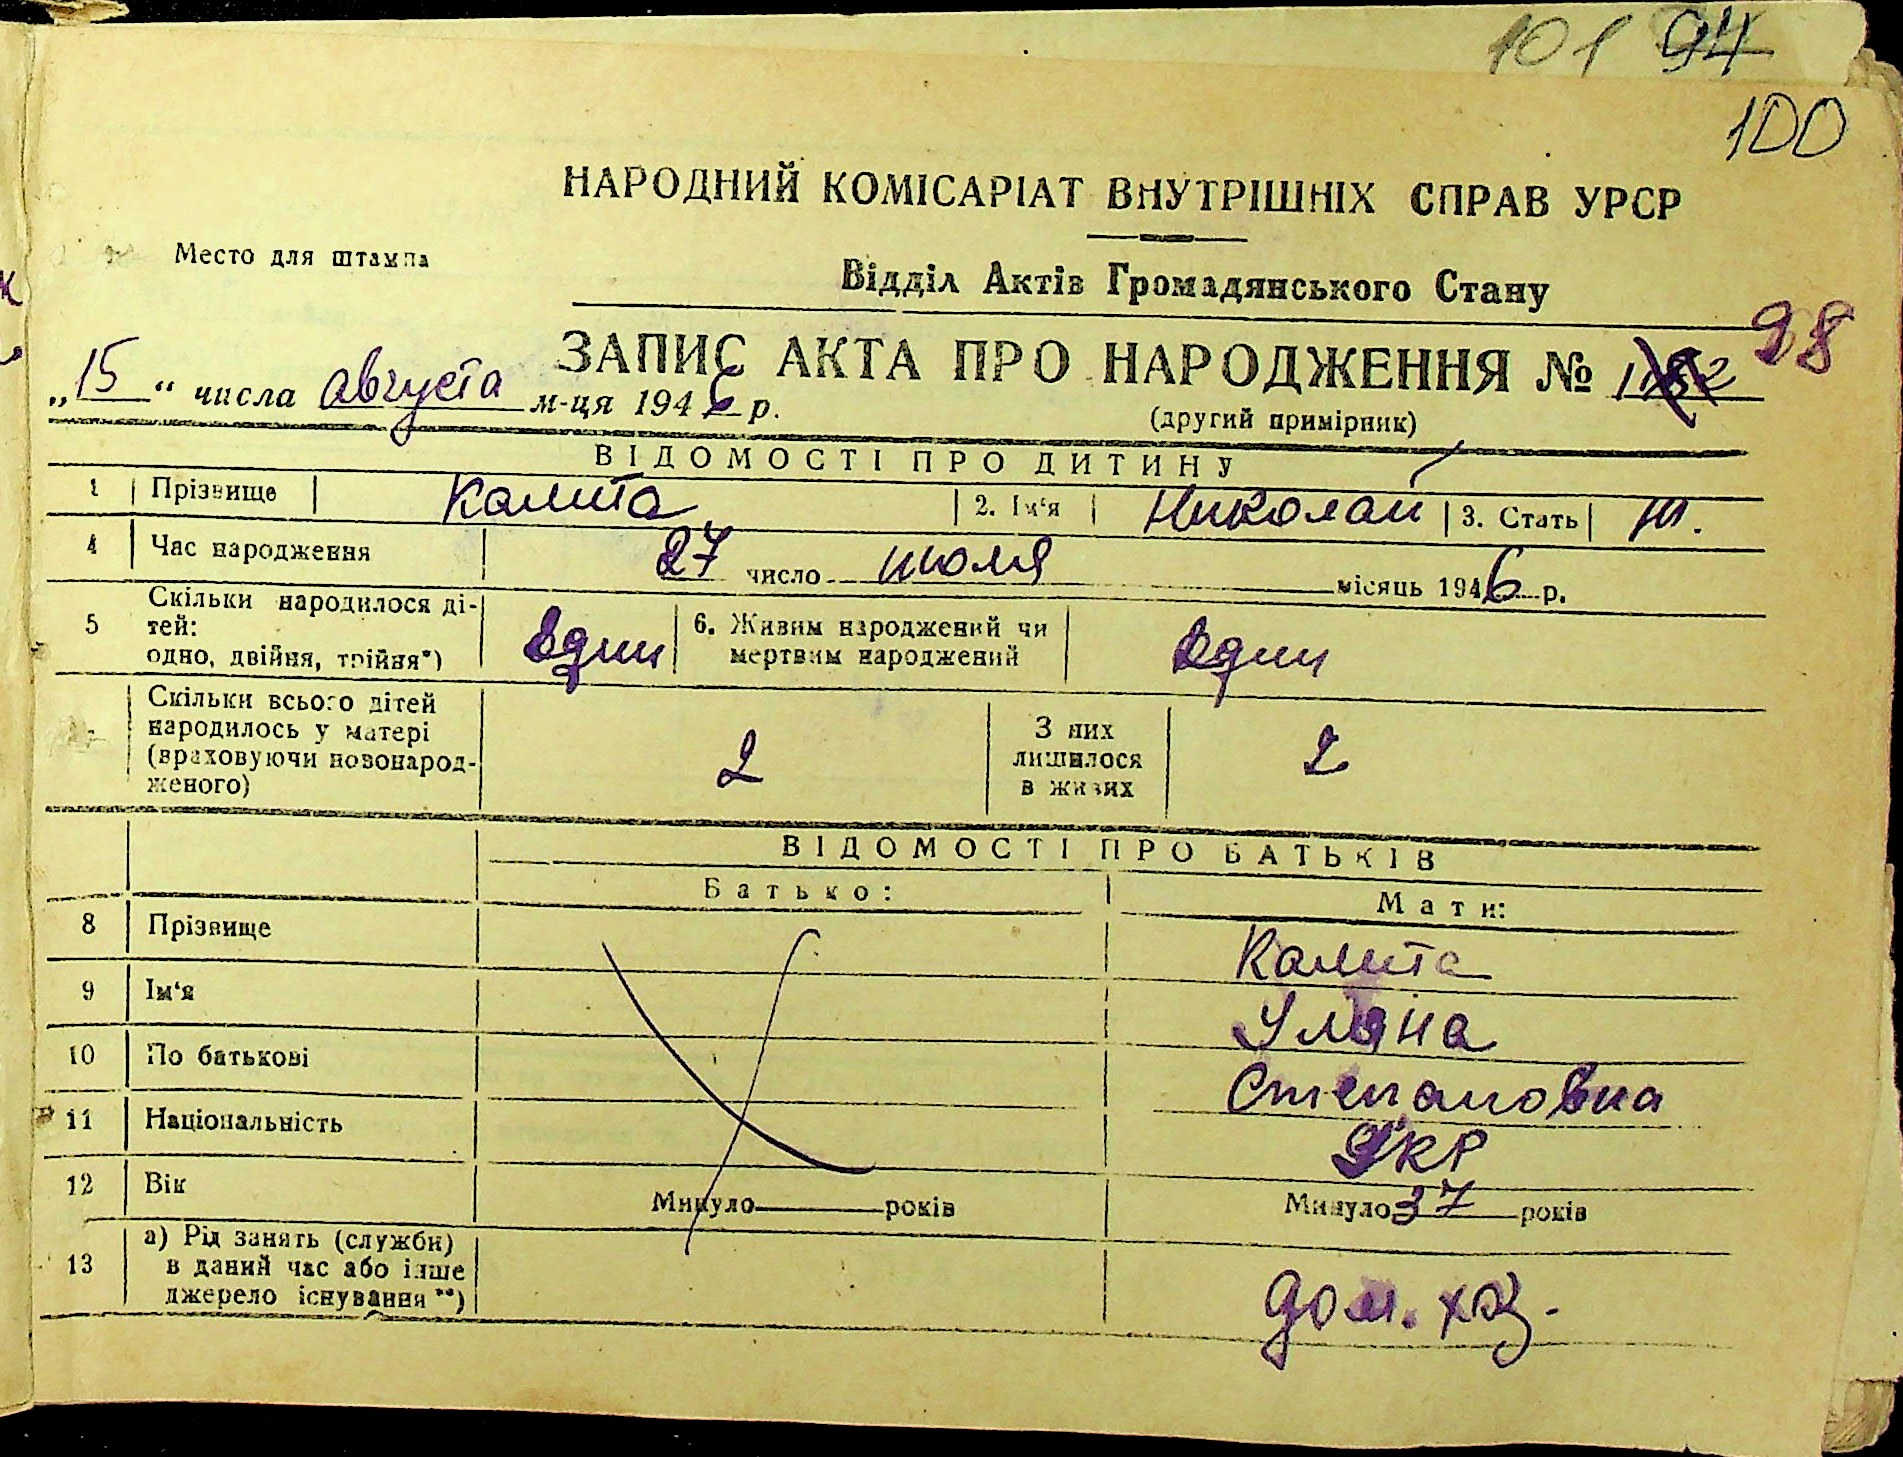 101 94
100
НАРОДНИЙ КОМІСАРІАТ ВНУТРІШНІХ СПРАВ УРСР
Место для штампа
Відділ Актів Громадянського Стану
ЗАПИС АКТА ПРО НАРОДЖЕННЯ № 98
„15“ числа августа м-ця 1946 р.
(другий примірник)
ВІДОМОСТІ ПРО ДИТИНУ
1 Прізвище Калита 2. Ім'я Николай 3. Стать м.
4 Час народження 27 число июля місяць 1946 р.
5 Скільки народилося ді-
тей:
одно, двійня, трійня*) один 6. Живим народжений чи
мертвим народжений один
Скільки всього дітей
народилось у матері
(враховуючи новонарод-
женого) 2 З них
лишилося
в живих 2
ВІДОМОСТІ ПРО БАТЬКІВ
Батько: Мати:
8 Прізвище Калита
9 Ім'я Уляна
10 По батькові Степановна
11 Національність УКР
12 Вік Минуло років Минуло 37 років
13 а) Рід занять (служби)
в даний час або інше
джерело існування **) дом. хоз.